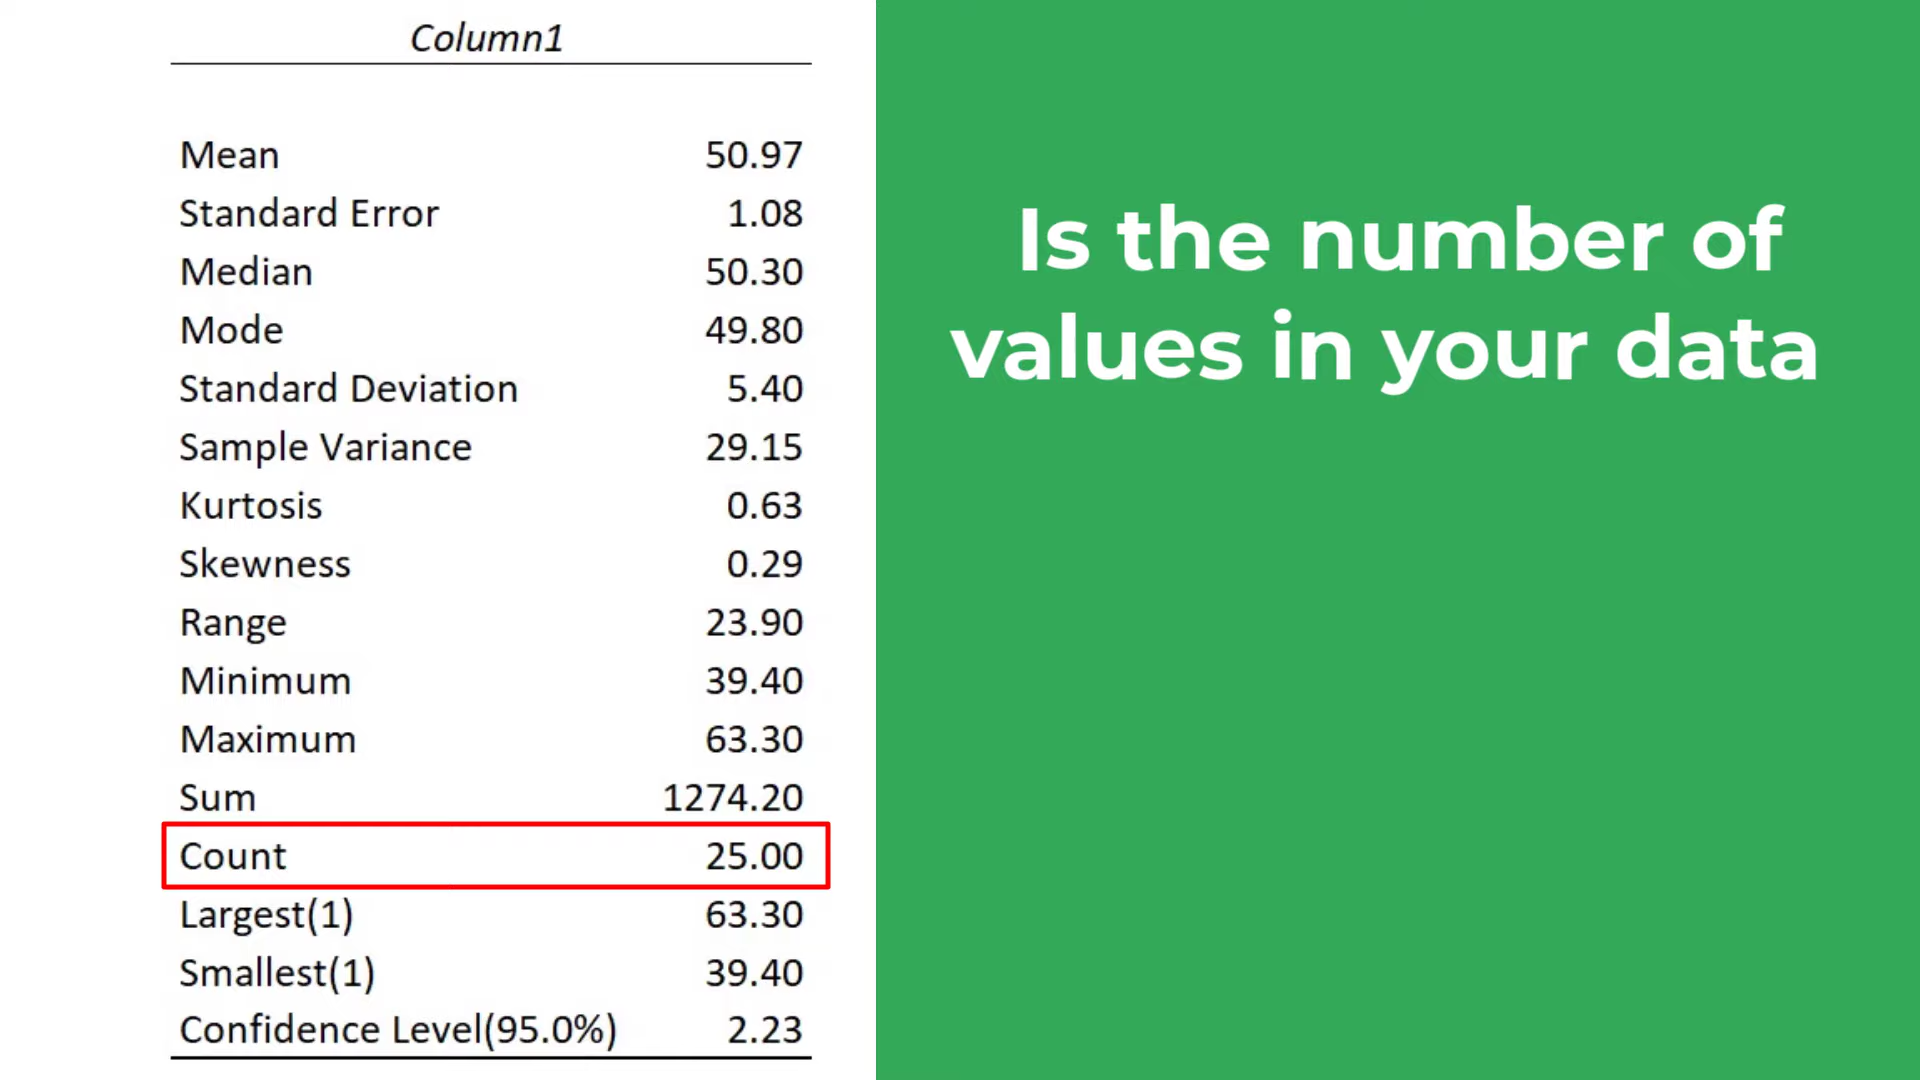 Column1
Mean 50.97
Standard Error 1.08
Median 50.30
Mode 49.80
Standard Deviation 5.40
Sample Variance 29.15
Kurtosis 0.63
Skewness 0.29
Range 23.90
Minimum 39.40
Maximum 63.30
Sum 1274.20
Count 25.00
Largest(1) 63.30
Smallest(1) 39.40
Confidence Level(95.0%) 2.23
Is the number of
values in your data